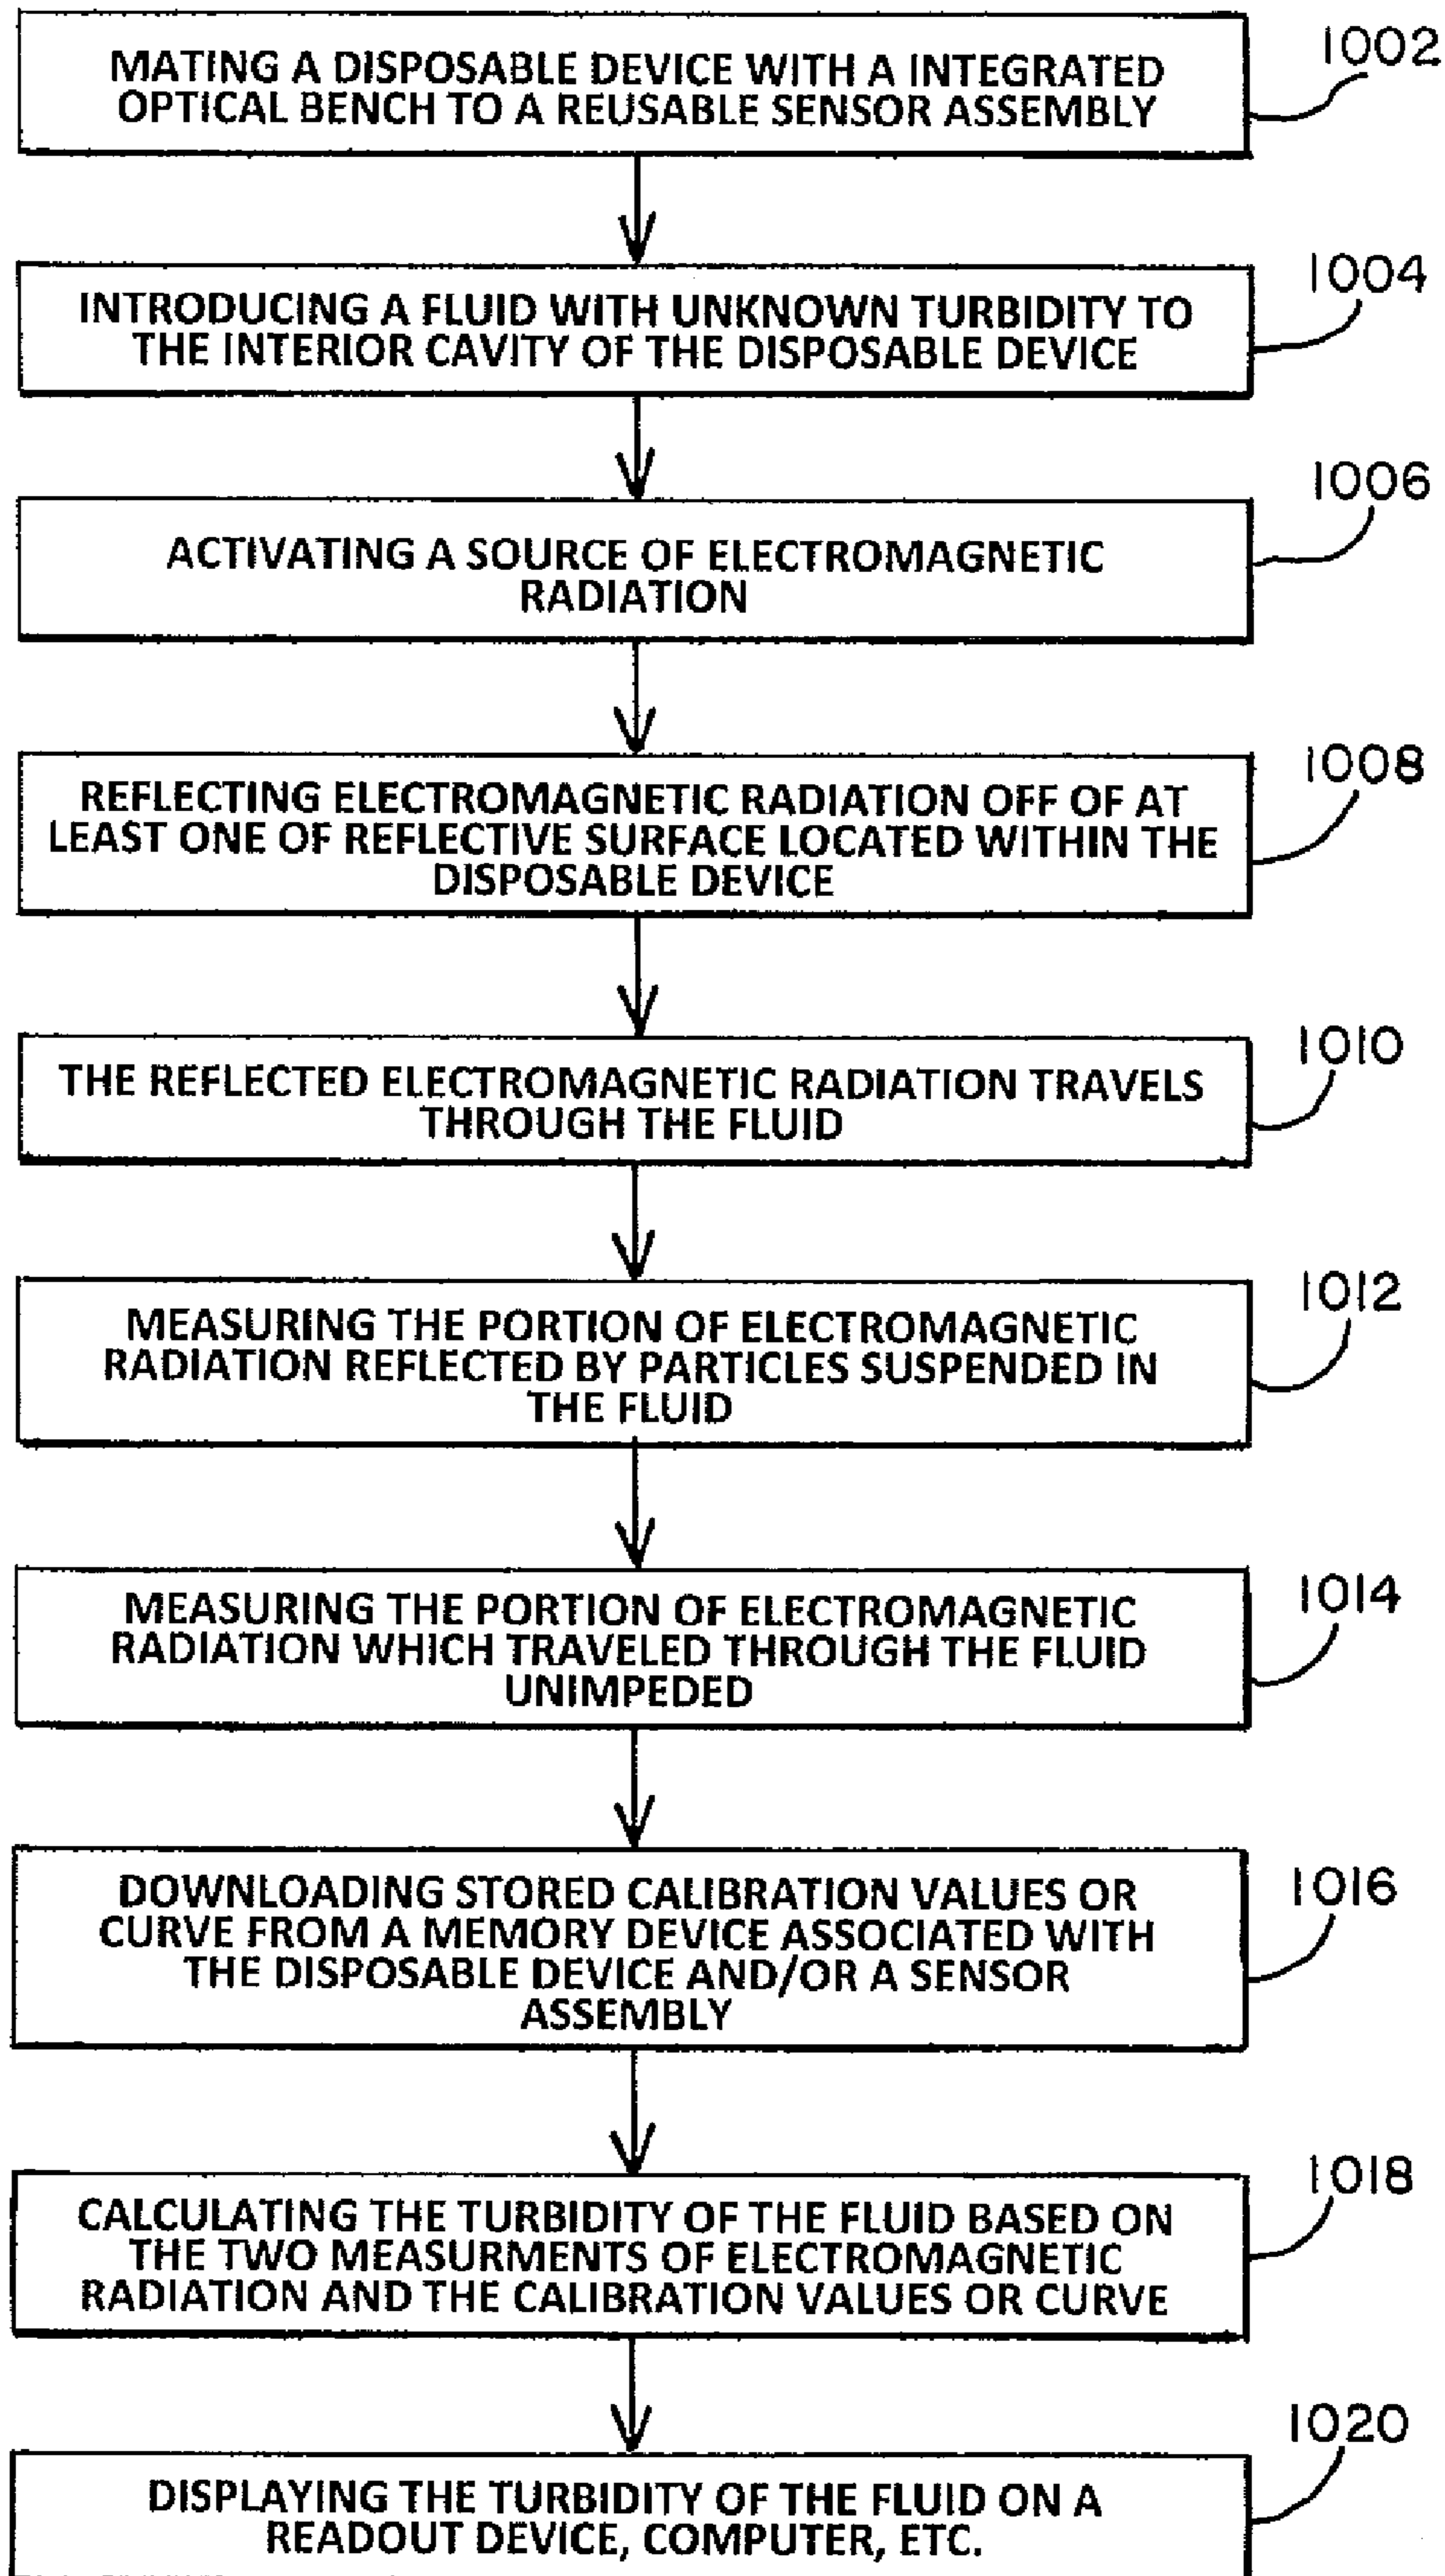 1002
MATING A DISPOSABLE DEVICE WITH A INTEGRATED
OPTICAL BENCH TO A REUSABLE SENSOR ASSEMBLY
1004
INTRODUCING A FLUID WITH UNKNOWN TURBIDITY TO
THE INTERIOR CAVITY OF THE DISPOSABLE DEVICE
1006
ACTIVATING A SOURCE OF ELECTROMAGNETIC
RADIATION
1008
REFLECTING ELECTROMAGNETIC RADIATION OFF OF AT
LEAST ONE OF REFLECTIVE SURFACE LOCATED WITHIN THE
DISPOSABLE DEVICE
1010
THE REFLECTED ELECTROMAGNETIC RADIATION TRAVELS
THROUGH THE FLUID
1012
MEASURING THE PORTION OF ELECTROMAGNETIC
RADIATION REFLECTED BY PARTICLES SUSPENDED IN
THE FLUID
1014
MEASURING THE PORTION OF ELECTROMAGNETIC
RADIATION WHICH TRAVELED THROUGH THE FLUID
UNIMPEDED
1016
DOWNLOADING STORED CALIBRATION VALUES OR
CURVE FROM A MEMORY DEVICE ASSOCIATED WITH
THE DISPOSABLE DEVICE AND/OR A SENSOR
ASSEMBLY
1018
CALCULATING THE TURBIDITY OF THE FLUID BASED ON
THE TWO MEASURMENTS OF ELECTROMAGNETIC
RADIATION AND THE CALIBRATION VALUES OR CURVE
1020
DISPLAYING THE TURBIDITY OF THE FLUID ON A
READOUT DEVICE, COMPUTER, ETC.